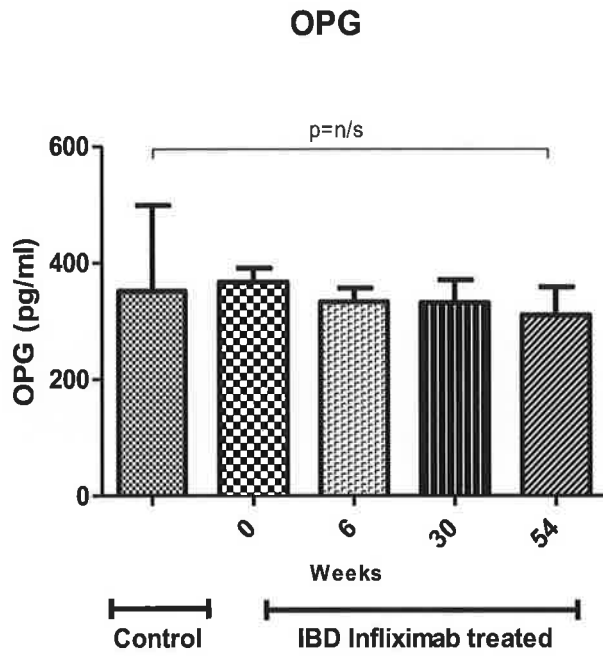 OPG
p=n/s
600
400
200
0
OPG (pg/ml)
0 6 30 54
Weeks
Control IBD Infliximab treated